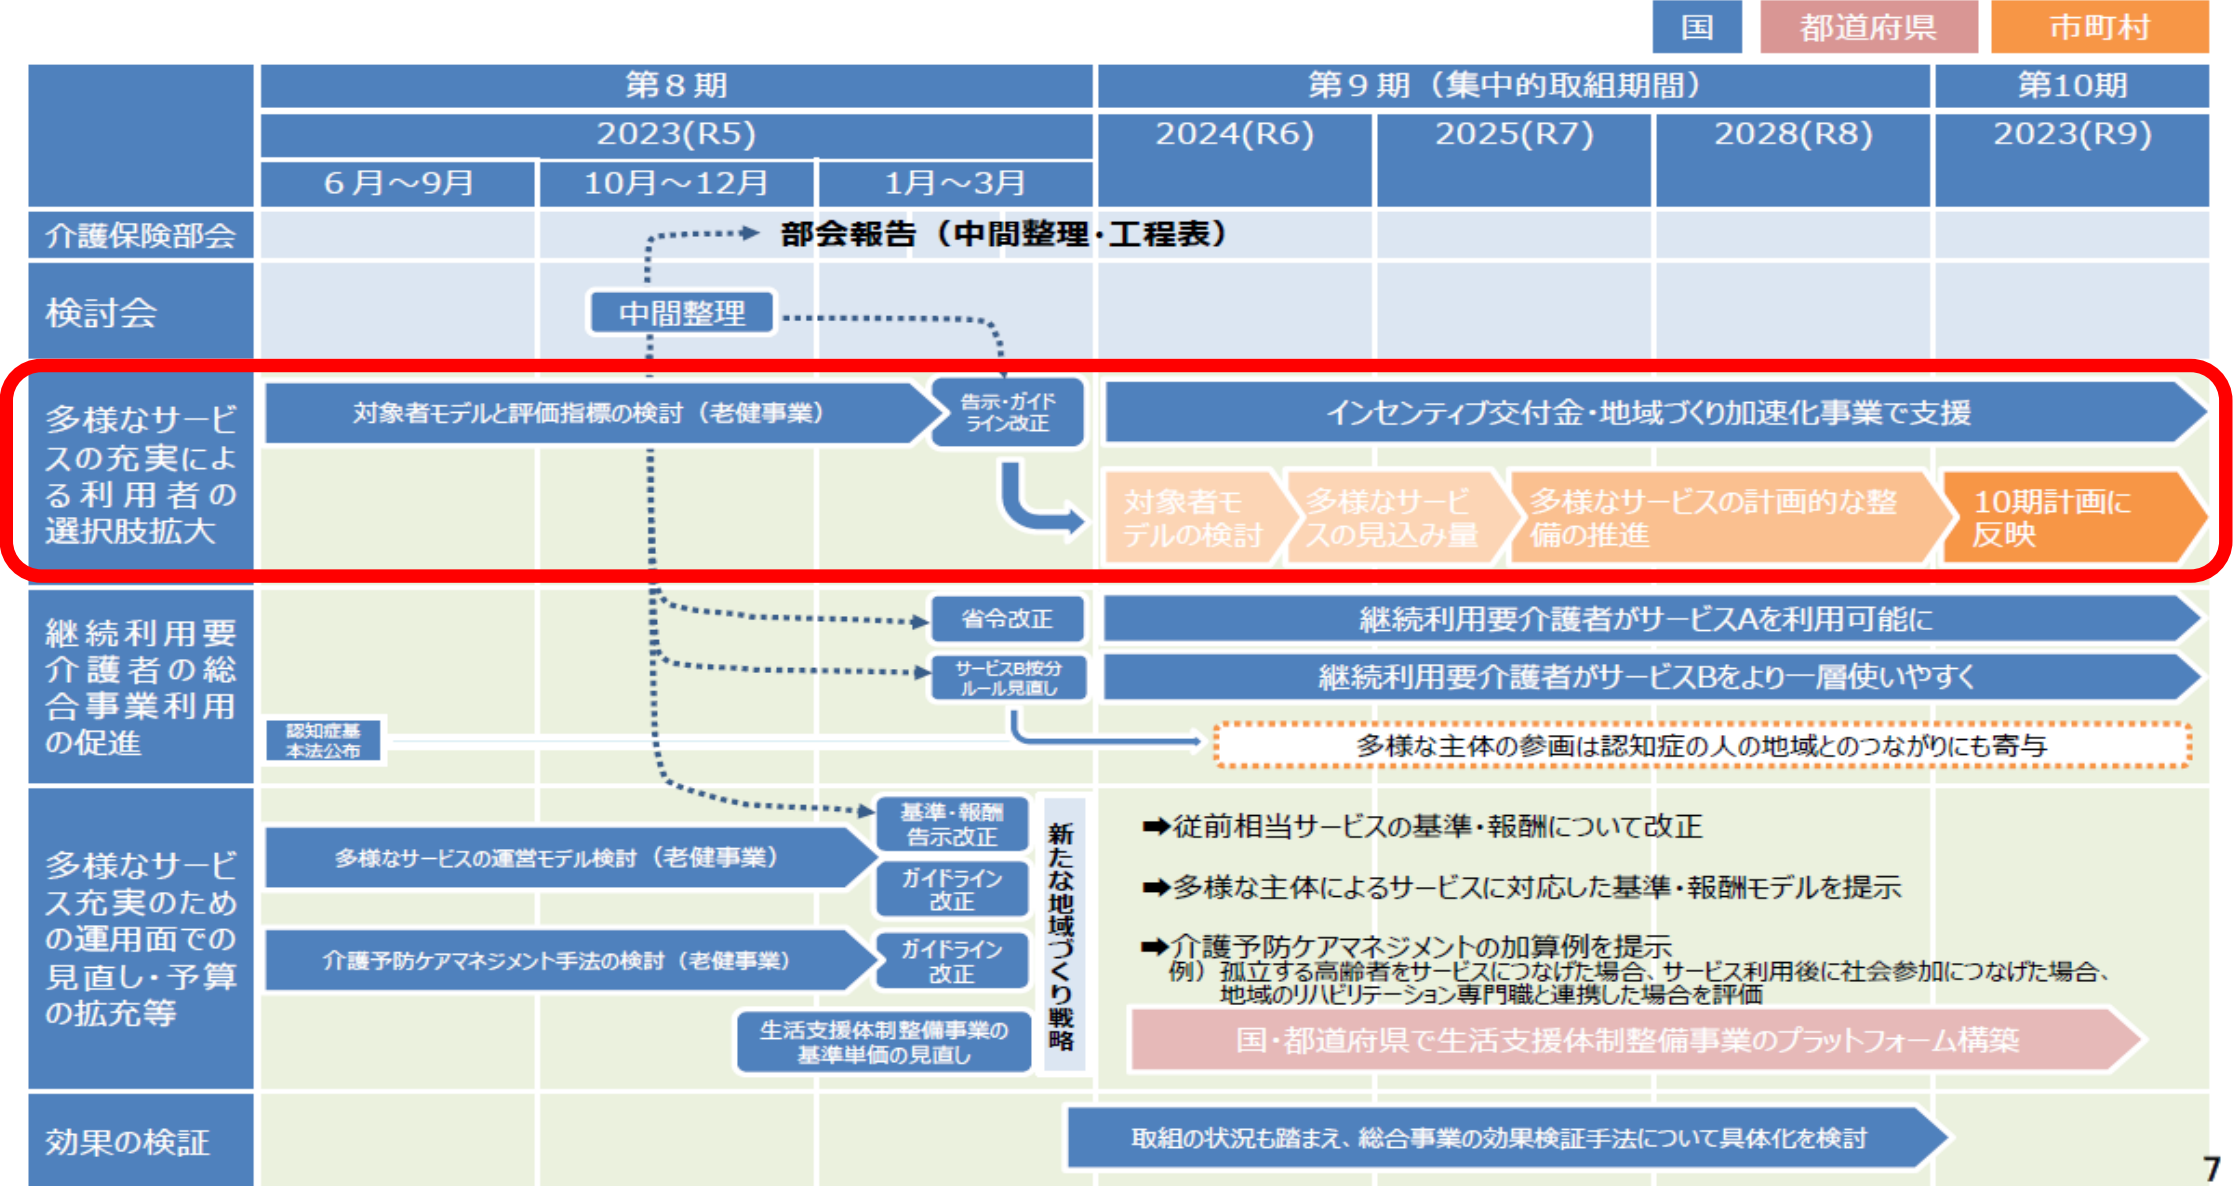 国
都道府県
市町村
第8期
第9期（集中的取組期間）
第10期
2023(R5)
2024(R6)
2025(R7)
2028(R8)
2023(R9)
6月～9月
10月～12月
1月～3月
介護保険部会
部会報告（中間整理・工程表）
検討会
中間整理
多様なサービ
スの充実によ
る利用者の
選択肢拡大
対象者モデルと評価指標の検討（老健事業）
告示・ガイド
ライン改正
インセンティブ交付金・地域づくり加速化事業で支援
対象者モ
デルの検討
多様なサービ
スの見込み量
多様なサービスの計画的な整
備の推進
10期計画に
反映
継続利用要
介護者の総
合事業利用
の促進
省令改正
継続利用要介護者がサービスAを利用可能に
サービスB按分
ルール見直し
継続利用要介護者がサービスBをより一層使いやすく
認知症基
本法公布
多様な主体の参画は認知症の人の地域とのつながりにも寄与
多様なサービ
ス充実のため
の運用面での
見直し・予算
の拡充等
多様なサービスの運営モデル検討（老健事業）
基準・報酬
告示改正
ガイドライン
改正
介護予防ケアマネジメント手法の検討（老健事業）
ガイドライン
改正
生活支援体制整備事業の
基準単価の見直し
新たな地域づくり戦略
➡従前相当サービスの基準・報酬について改正
➡多様な主体によるサービスに対応した基準・報酬モデルを提示
➡介護予防ケアマネジメントの加算例を提示
例）孤立する高齢者をサービスにつなげた場合、サービス利用後に社会参加につなげた場合、
地域のリハビリテーション専門職と連携した場合を評価
国・都道府県で生活支援体制整備事業のプラットフォーム構築
効果の検証
取組の状況も踏まえ、総合事業の効果検証手法について具体化を検討
7